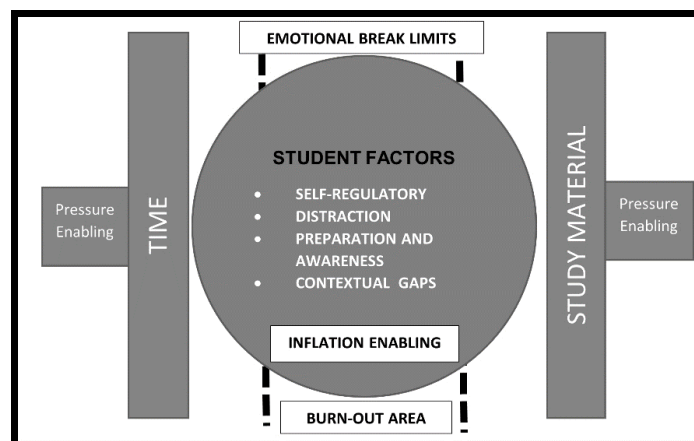 EMOTIONAL BREAK LIMITS
STUDENT FACTORS
• SELF-REGULATORY
• DISTRACTION
• PREPARATION AND
AWARENESS
• CONTEXTUAL GAPS
INFLATION ENABLING
BURN-OUT AREA
Pressure
Enabling
TIME
STUDY MATERIAL
Pressure
Enabling